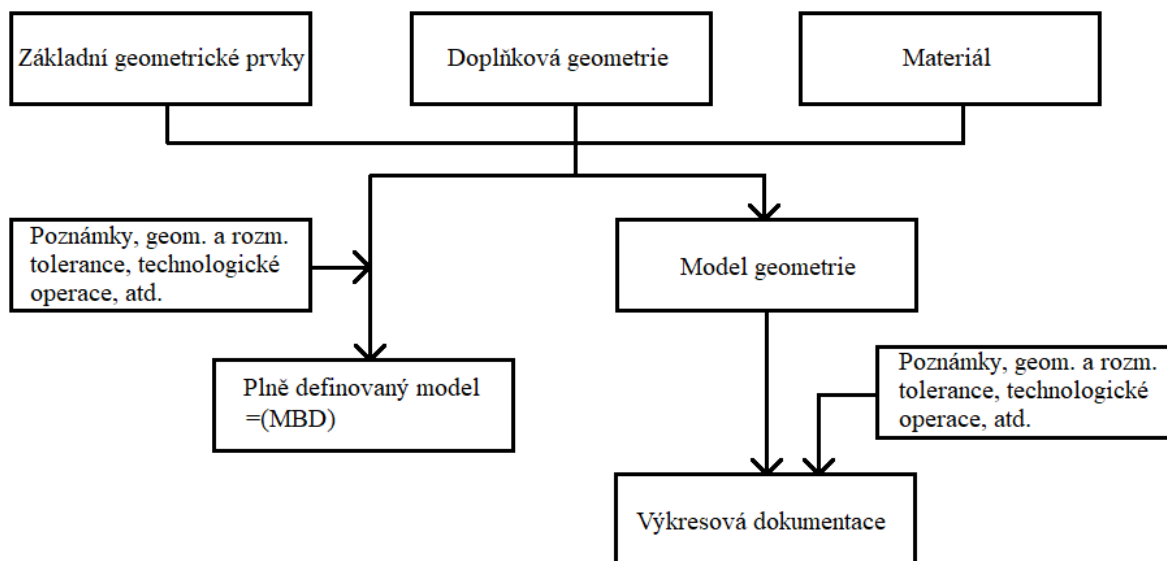 Základní geometrické prvky
Doplňková geometrie
Materiál
Poznámky, geom. a rozm.
tolerance, technologické
operace, atd.
Model geometrie
Plně definovaný model
=(MBD)
Poznámky, geom. a rozm.
tolerance, technologické
operace, atd.
Výkresová dokumentace